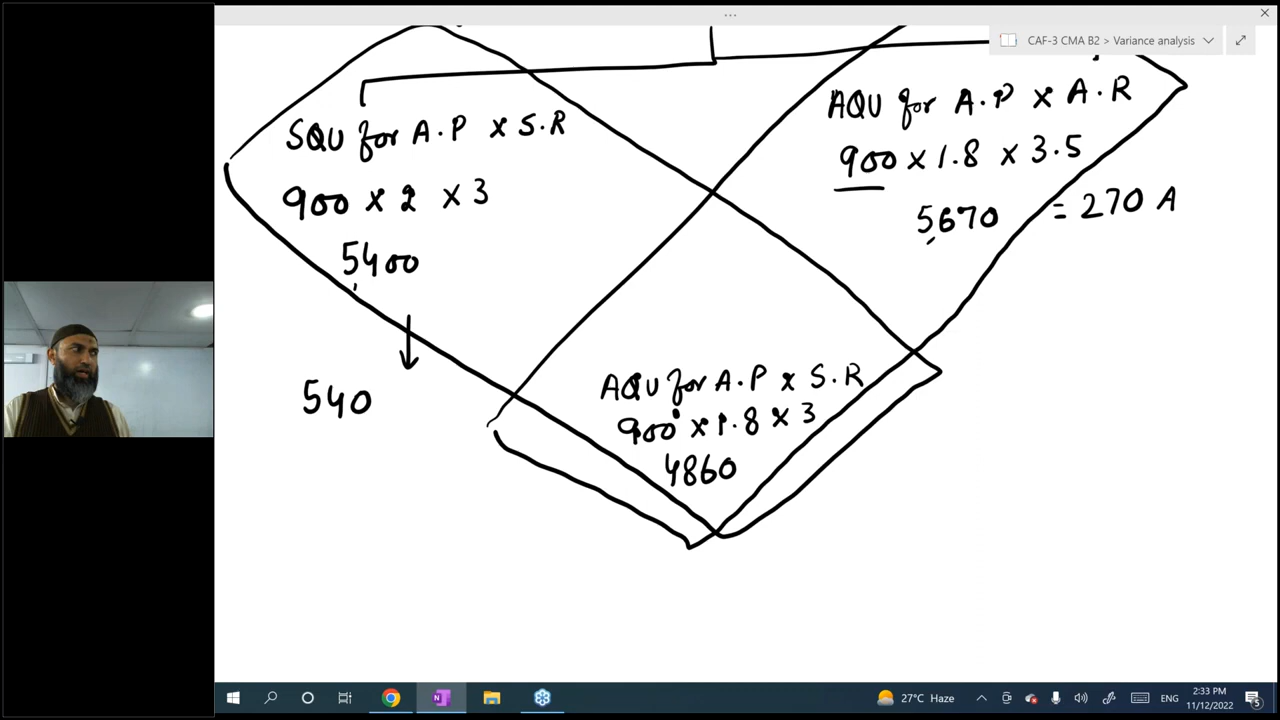 CAF-3 CMA B2 > Variance analysis
SQU for A.P x S.R
900 x 2 x 3
5400
AQU for A.P x A.R
900 x 1.8 x 3.5
5670 = 270 A
540
AQU for A.P x S.R
900 x 1.8 x 3
4860
27°C Haze
ENG
2:33 PM
11/12/2022
5